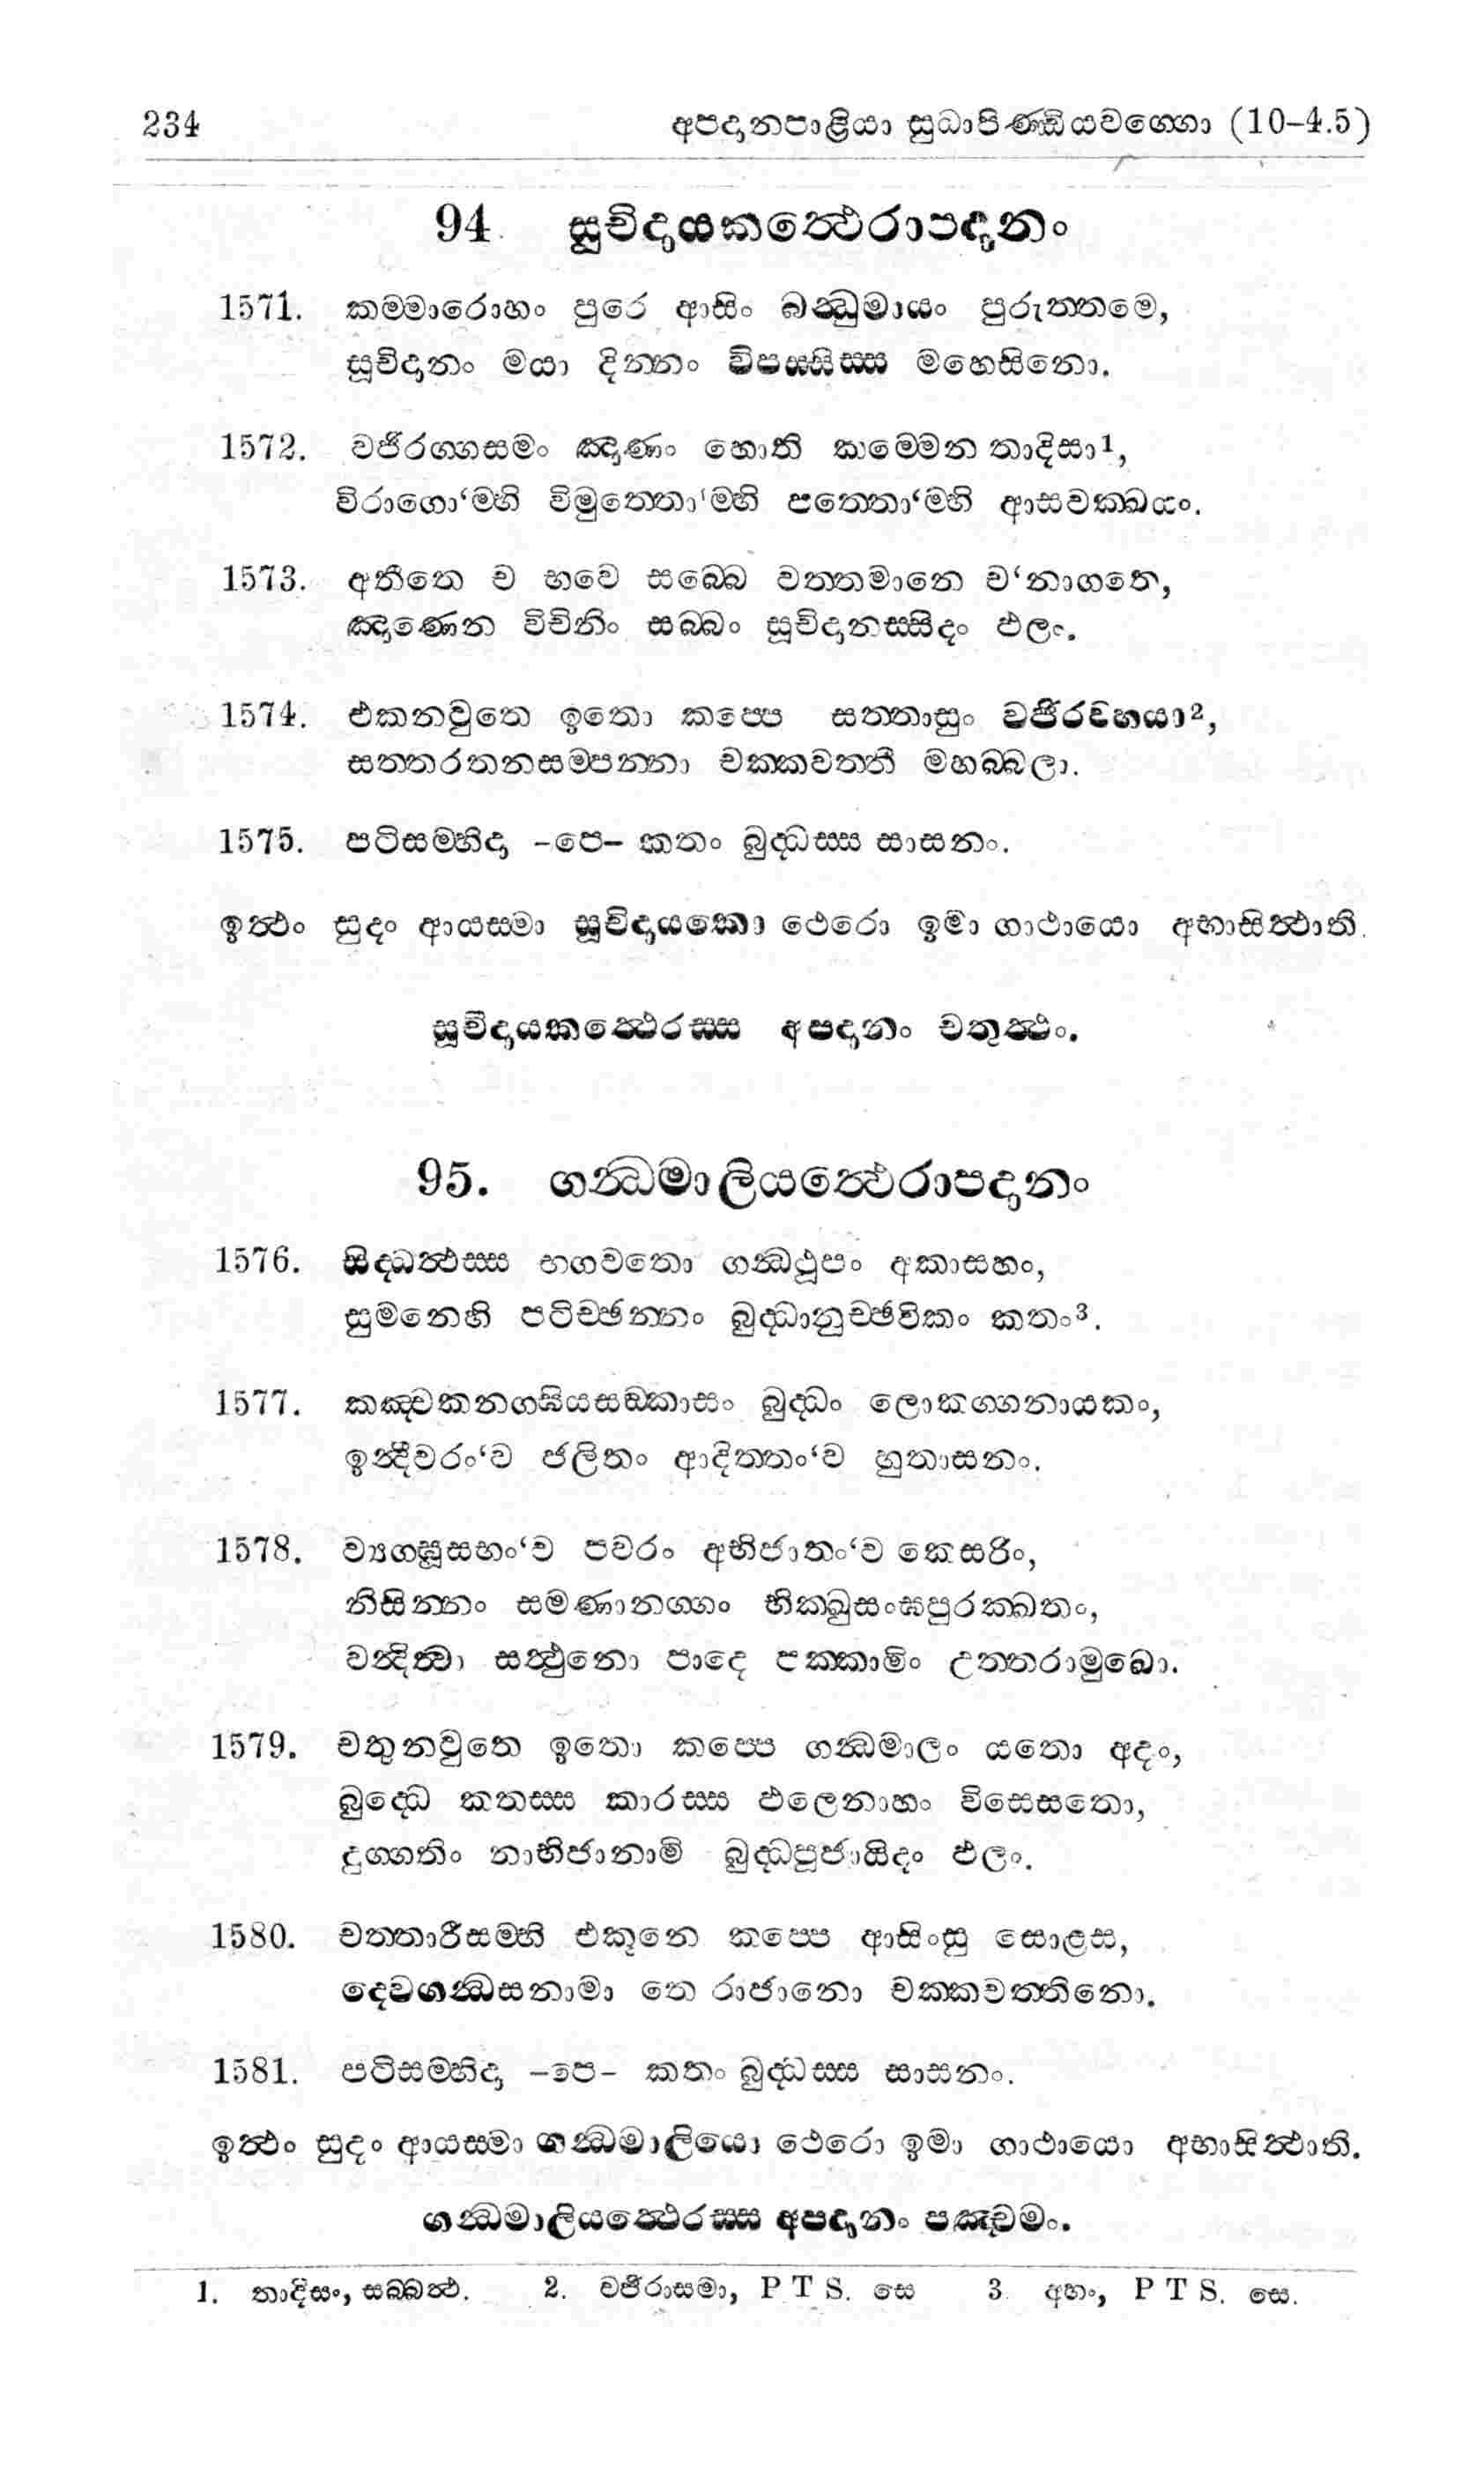 234 අපදානපාළියා සුධාපිණ්ඩියවග්ගො (10-4.5)
94. සූචිදායකත්ථෙරාපදානං
1571. කම්මාරොහං පුරෙ ආසිං බන්ධුමායං පුරුත්තමෙ,
සූචිදානං මයා දින්නං විපස්සිස්ස මහෙසිනො.
1572. වජිරග්ගසමං ඤාණං හොති කම්මෙන තාදිසා1,
විරාගො‘ම්හි විමුත්තො‘ම්හි පත්තො‘ම්හි ආසවක්ඛයං.
1573. අතීතෙ ච භවෙ සබ්බෙ වත්තමානෙ ච‘නාගතෙ,
ඤාණෙන විචිනිං සබ්බං සූචිදානස්සිදං ඵලං.
1574. එකනවුතෙ ඉතො කප්පෙ සත්තාසුං වජිරව්හයා2,
සත්තරතනසම්පන්නා චක්කවත්තී මහබ්බලා.
1575. පටිසම්භිදා -පෙ- කතං බුද්ධස්ස සාසනං.
ඉත්ථං සුදං ආයස්මා සූචිදායකො ථෙරො ඉමා ගාථායො අභාසිත්ථාති.
සූචිදායකත්ථෙරස්ස අපදානං චතුත්ථං.
95. ගන්ධමාලියත්ථෙරාපදානං
1576. සිද්ධත්ථස්ස භගවතො ගන්ධථූපං අකාසහං,
සුමනෙහි පටිච්ඡන්නං බුද්ධානුච්ඡවිකං කතං3.
1577. කඤ්චනග්ඝියසඞ්කාසං බුද්ධං ලොකග්ගනායකං,
ඉන්දීවරං‘ව ජලිතං ආදිත්තං‘ව හුතාසනං.
1578. ව්‍යග්ඝූසභං‘ව පවරං අභිජාතං‘ව කෙසරිං,
නිසින්නං සමණානග්ගං භික්ඛුසංඝපුරක්ඛතං,
වන්දිත්වා සත්ථුනො පාදෙ පක්කාමිං උත්තරාමුඛො.
1579. චතුනවුතෙ ඉතො කප්පෙ ගන්ධමාලං යතො අදං,
බුද්ධෙ කතස්ස කාරස්ස ඵලෙනාහං විසෙසතො,
දුග්ගතිං නාභිජානාමි බුද්ධපූජායිදං ඵලං.
1580. චත්තාරීසම්හි එකූනෙ කප්පෙ ආසිංසු සොළස,
දෙවගන්ධසනාමා තෙ රාජානො චක්කවත්තිනො.
1581. පටිසම්භිදා -පෙ- කතං බුද්ධස්ස සාසනං.
ඉත්ථං සුදං ආයස්මා ගන්ධමාලියො ථෙරො ඉමා ගාථායො අභාසිත්ථාති.
ගන්ධමාලියත්ථෙරස්ස අපදානං පඤ්චමං.
1. තාදිසං, සබ්බත්ථ. 2. වජිරාසමා, P T S. සෙ 3 අහං, P T S. සෙ.